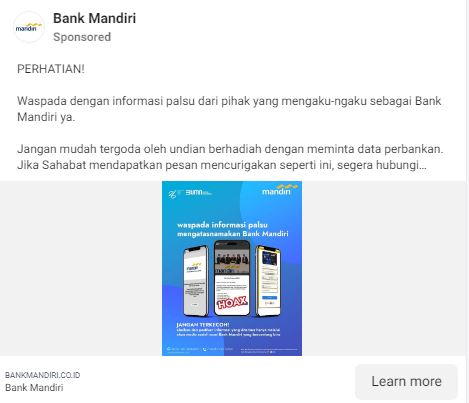 mandiri
Bank Mandiri
Sponsored
PERHATIAN!
Waspada dengan informasi palsu dari pihak yang mengaku-ngaku sebagai Bank
Mandiri ya.
Jangan mudah tergoda oleh undian berhadiah dengan meminta data perbankan.
Jika Sahabat mendapatkan pesan mencurigakan seperti ini, segera hubungi...
BUMN
mandiri
waspada informasi palsu
mengatasnamakan Bank Mandiri
mandiri
HOAX
JANGAN TERKECOH!
BANKMANDIRI.CO.ID
Bank Mandiri
Learn more